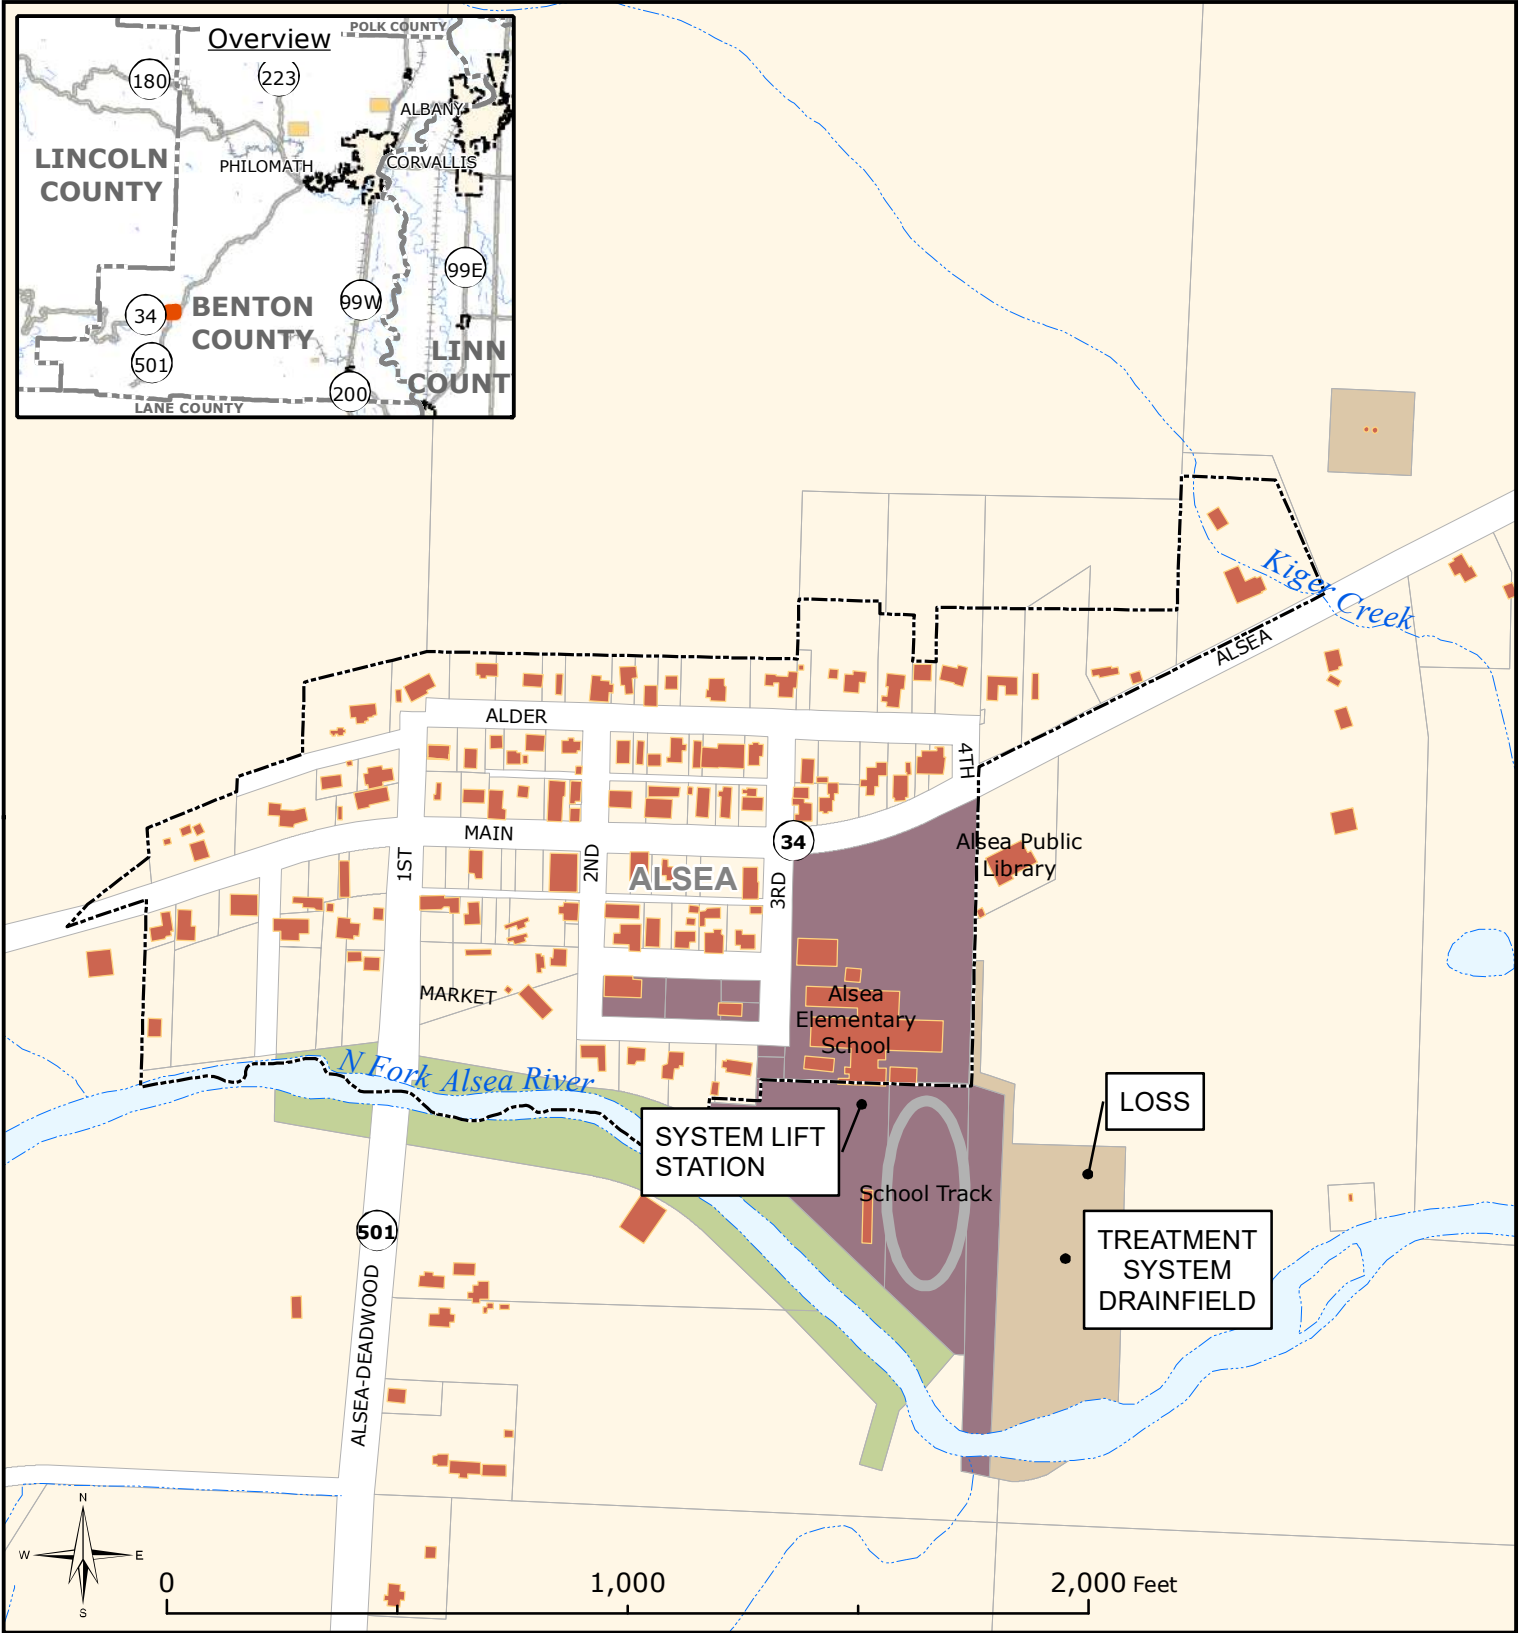 Overview
POLK COUNTY
180
223
ALBANY
LINCOLN
COUNTY
PHILOMATH
CORVALLIS
99E
34
BENTON
COUNTY
99W
501
LINN
COUNT
200
LANE COUNTY
Kiger Creek
ALSEA
ALDER
4TH
MAIN
34
1ST
2ND
ALSEA
3RD
Alsea Public
Library
MARKET
Alsea
Elementary
School
N Fork Alsea River
LOSS
SYSTEM LIFT
STATION
School Track
501
TREATMENT
SYSTEM
DRAINFIELD
ALSEA-DEADWOOD
N
W
E
S
0
1,000
2,000 Feet